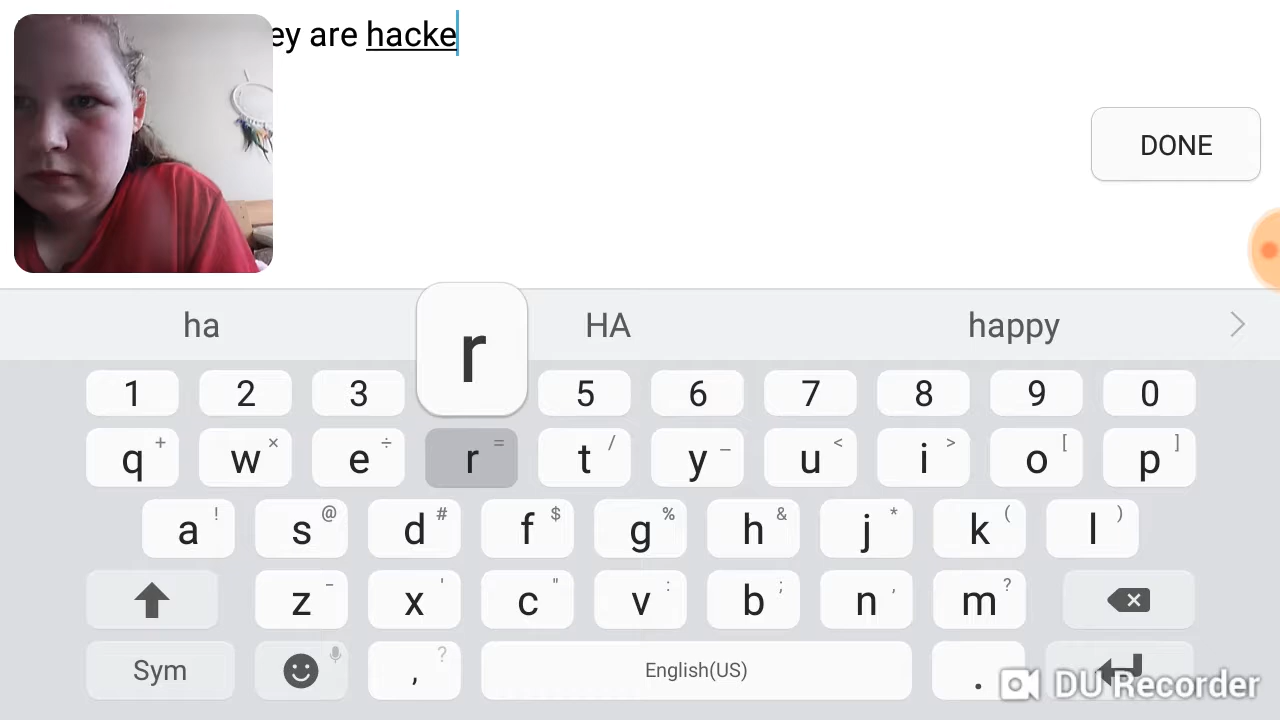 ey are hacke
DONE
ha HA happy
r
1 2 3 5 6 7 8 9 0
q + w × e ÷ r = t / y _ u < i > o [ p ]
a ! s @ d # f $ g % h & j * k ( l )
z - x ' c " v : b ; n , m ?
Sym , ? English(US) .
DU Recorder